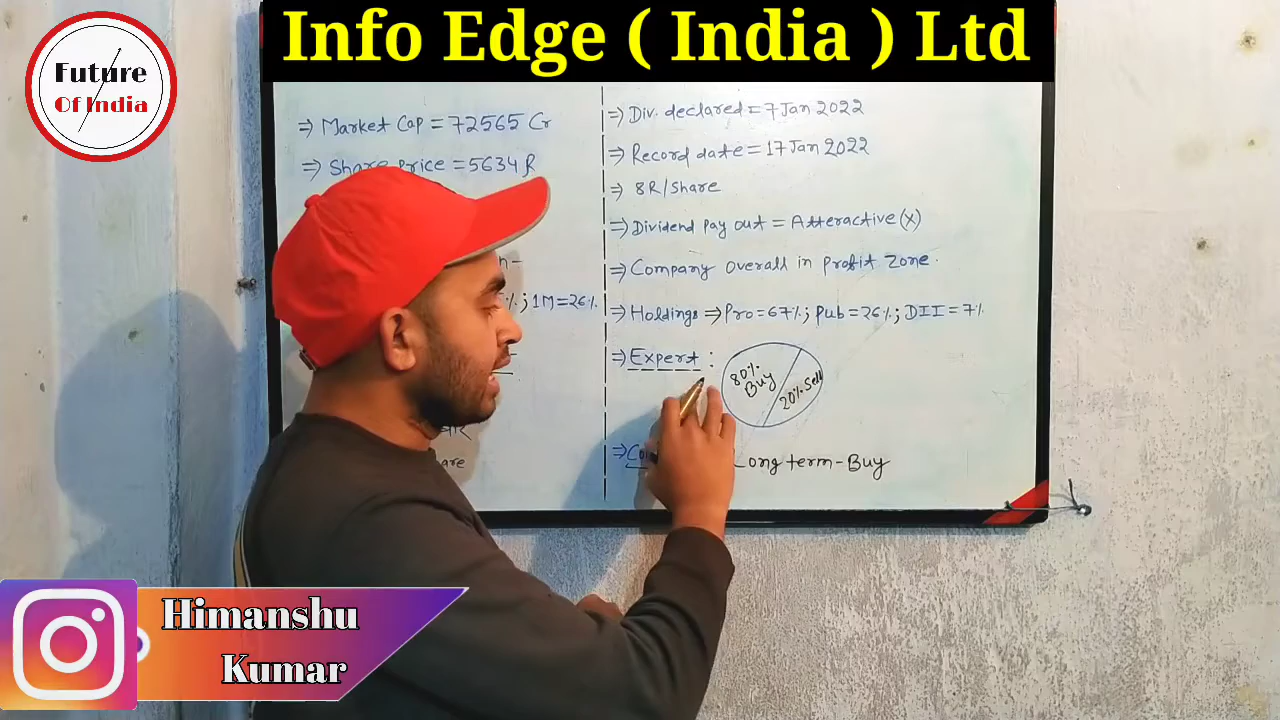 Info Edge ( India ) Ltd
Future
Of India
⇒ Market Cap = 72565 Cr
⇒ Share Price = 5634 R
%; 1M = 26%
are
⇒ Div. declared = 7 Jan 2022
⇒ Record date = 17 Jan 2022
⇒ 8R/Share
⇒ Dividend Pay out = Atteractive (x)
⇒ Company overall in profit Zone.
⇒ Holdings ⇒ Pro = 67%; Pub = 26%; DII = 7%
⇒ Expert :
80%
Buy
20% Sell
Long term - Buy
Himanshu
Kumar